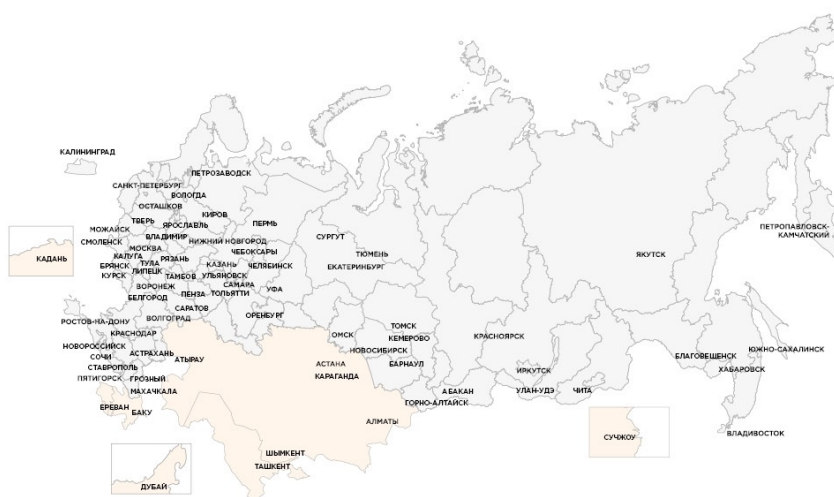 КАЛИНИНГРАД
ПЕТРОЗАВОДСК
САНКТ-ПЕТЕРБУРГ
ВОЛОГДА
ОСТАШКОВ
КИРОВ
ТВЕРЬ
ЯРОСЛАВЛЬ
ПЕРМЬ
МОЖАЙСК
ВЛАДИМИР
СУРГУТ
ПЕТРОПАВЛОВСК-
КАМЧАТСКИЙ
СМОЛЕНСК
НИЖНИЙ НОВГОРОД
МОСКВА
ЧЕБОКСАРЫ
ТЮМЕНЬ
ЯКУТСК
КАДАНЬ
КАЛУГА
РЯЗАНЬ
БРЯНСК
ТУЛА
КАЗАНЬ
ЧЕЛЯБИНСК
ЕКАТЕРИНБУРГ
КУРСК
ЛИПЕЦК
ТАМБОВ
УЛЬЯНОВСК
ВОРОНЕЖ
САМАРА
УФА
БЕЛГОРОД
ПЕНЗА
ТОЛЬЯТТИ
САРАТОВ
РОСТОВ-НА-ДОНУ
ВОЛГОГРАД
ОРЕНБУРГ
КРАСНОДАР
ОМСК
ТОМСК
КЕМЕРОВО
КРАСНОЯРСК
НОВОРОССИЙСК
АСТРАХАНЬ
НОВОСИБИРСК
ЮЖНО-САХАЛИНСК
СОЧИ
АТЫРАУ
БЛАГОВЕЩЕНСК
СТАВРОПОЛЬ
АСТАНА
БАРНАУЛ
ИРКУТСК
ХАБАРОВСК
ПЯТИГОРСК
ГРОЗНЫЙ
КАРАГАНДА
МАХАЧКАЛА
АБАКАН
УЛАН-УДЭ
ЧИТА
ГОРНО-АЛТАЙСК
ЕРЕВАН
БАКУ
АЛМАТЫ
ВЛАДИВОСТОК
СУЧЖОУ
ШЫМКЕНТ
ТАШКЕНТ
ДУБАЙ